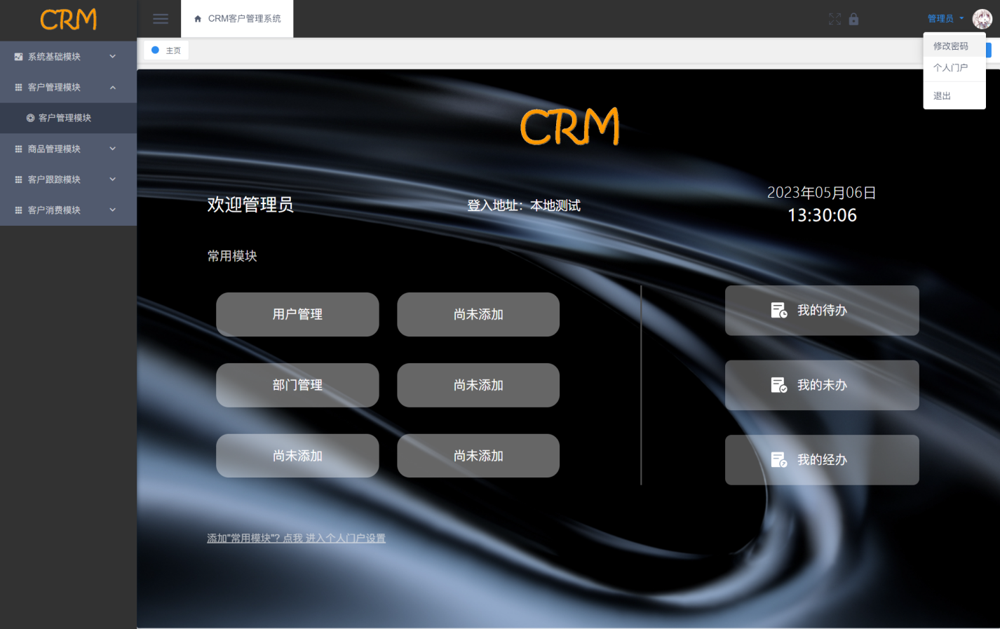 CRM
CRM客户管理系统
管理员
主页
修改密码
个人门户
退出
系统基础模块
客户管理模块
客户管理模块
商品管理模块
客户跟踪模块
客户消费模块
CRM
欢迎管理员
登入地址：本地测试
2023年05月06日
13:30:06
常用模块
用户管理
尚未添加
部门管理
尚未添加
尚未添加
尚未添加
我的待办
我的未办
我的经办
添加"常用模块"? 点我 进入个人门户设置